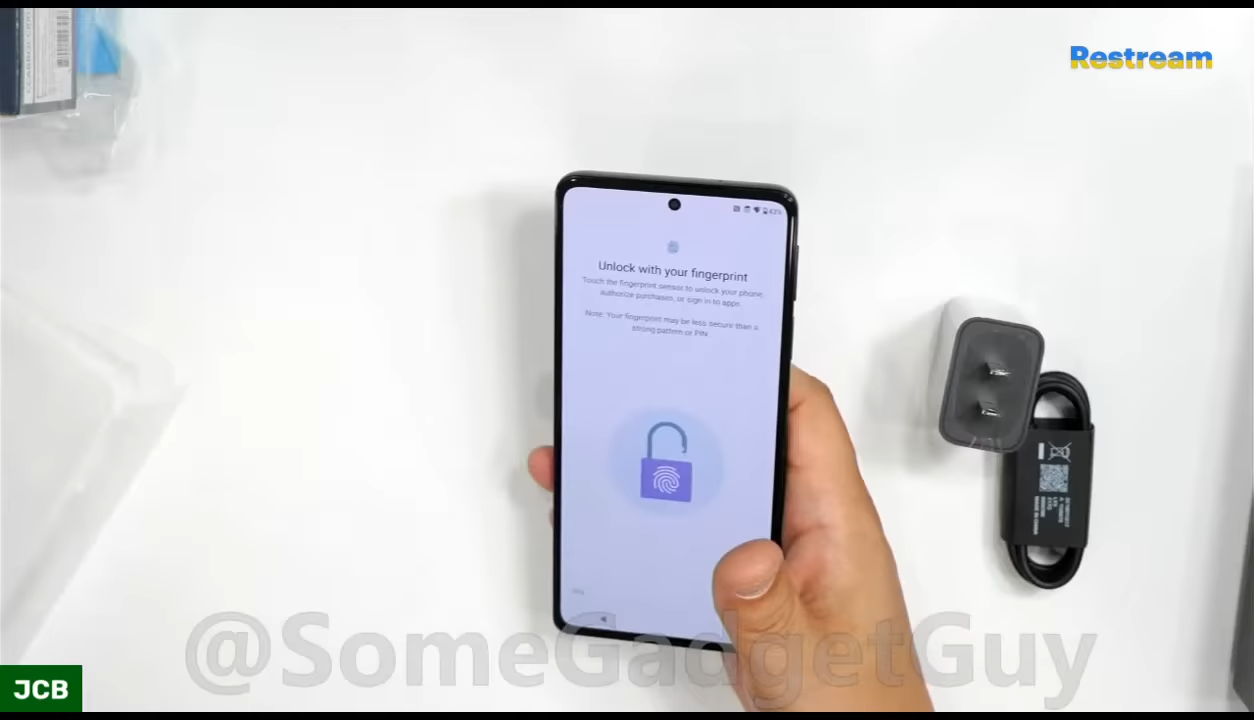 Restream
43%
Unlock with your fingerprint
Touch the fingerprint sensor to unlock your phone,
authorize purchases, or sign in to apps.
Note: Your fingerprint may be less secure than a
strong pattern or PIN
@SomeGadgetGuy
JCB